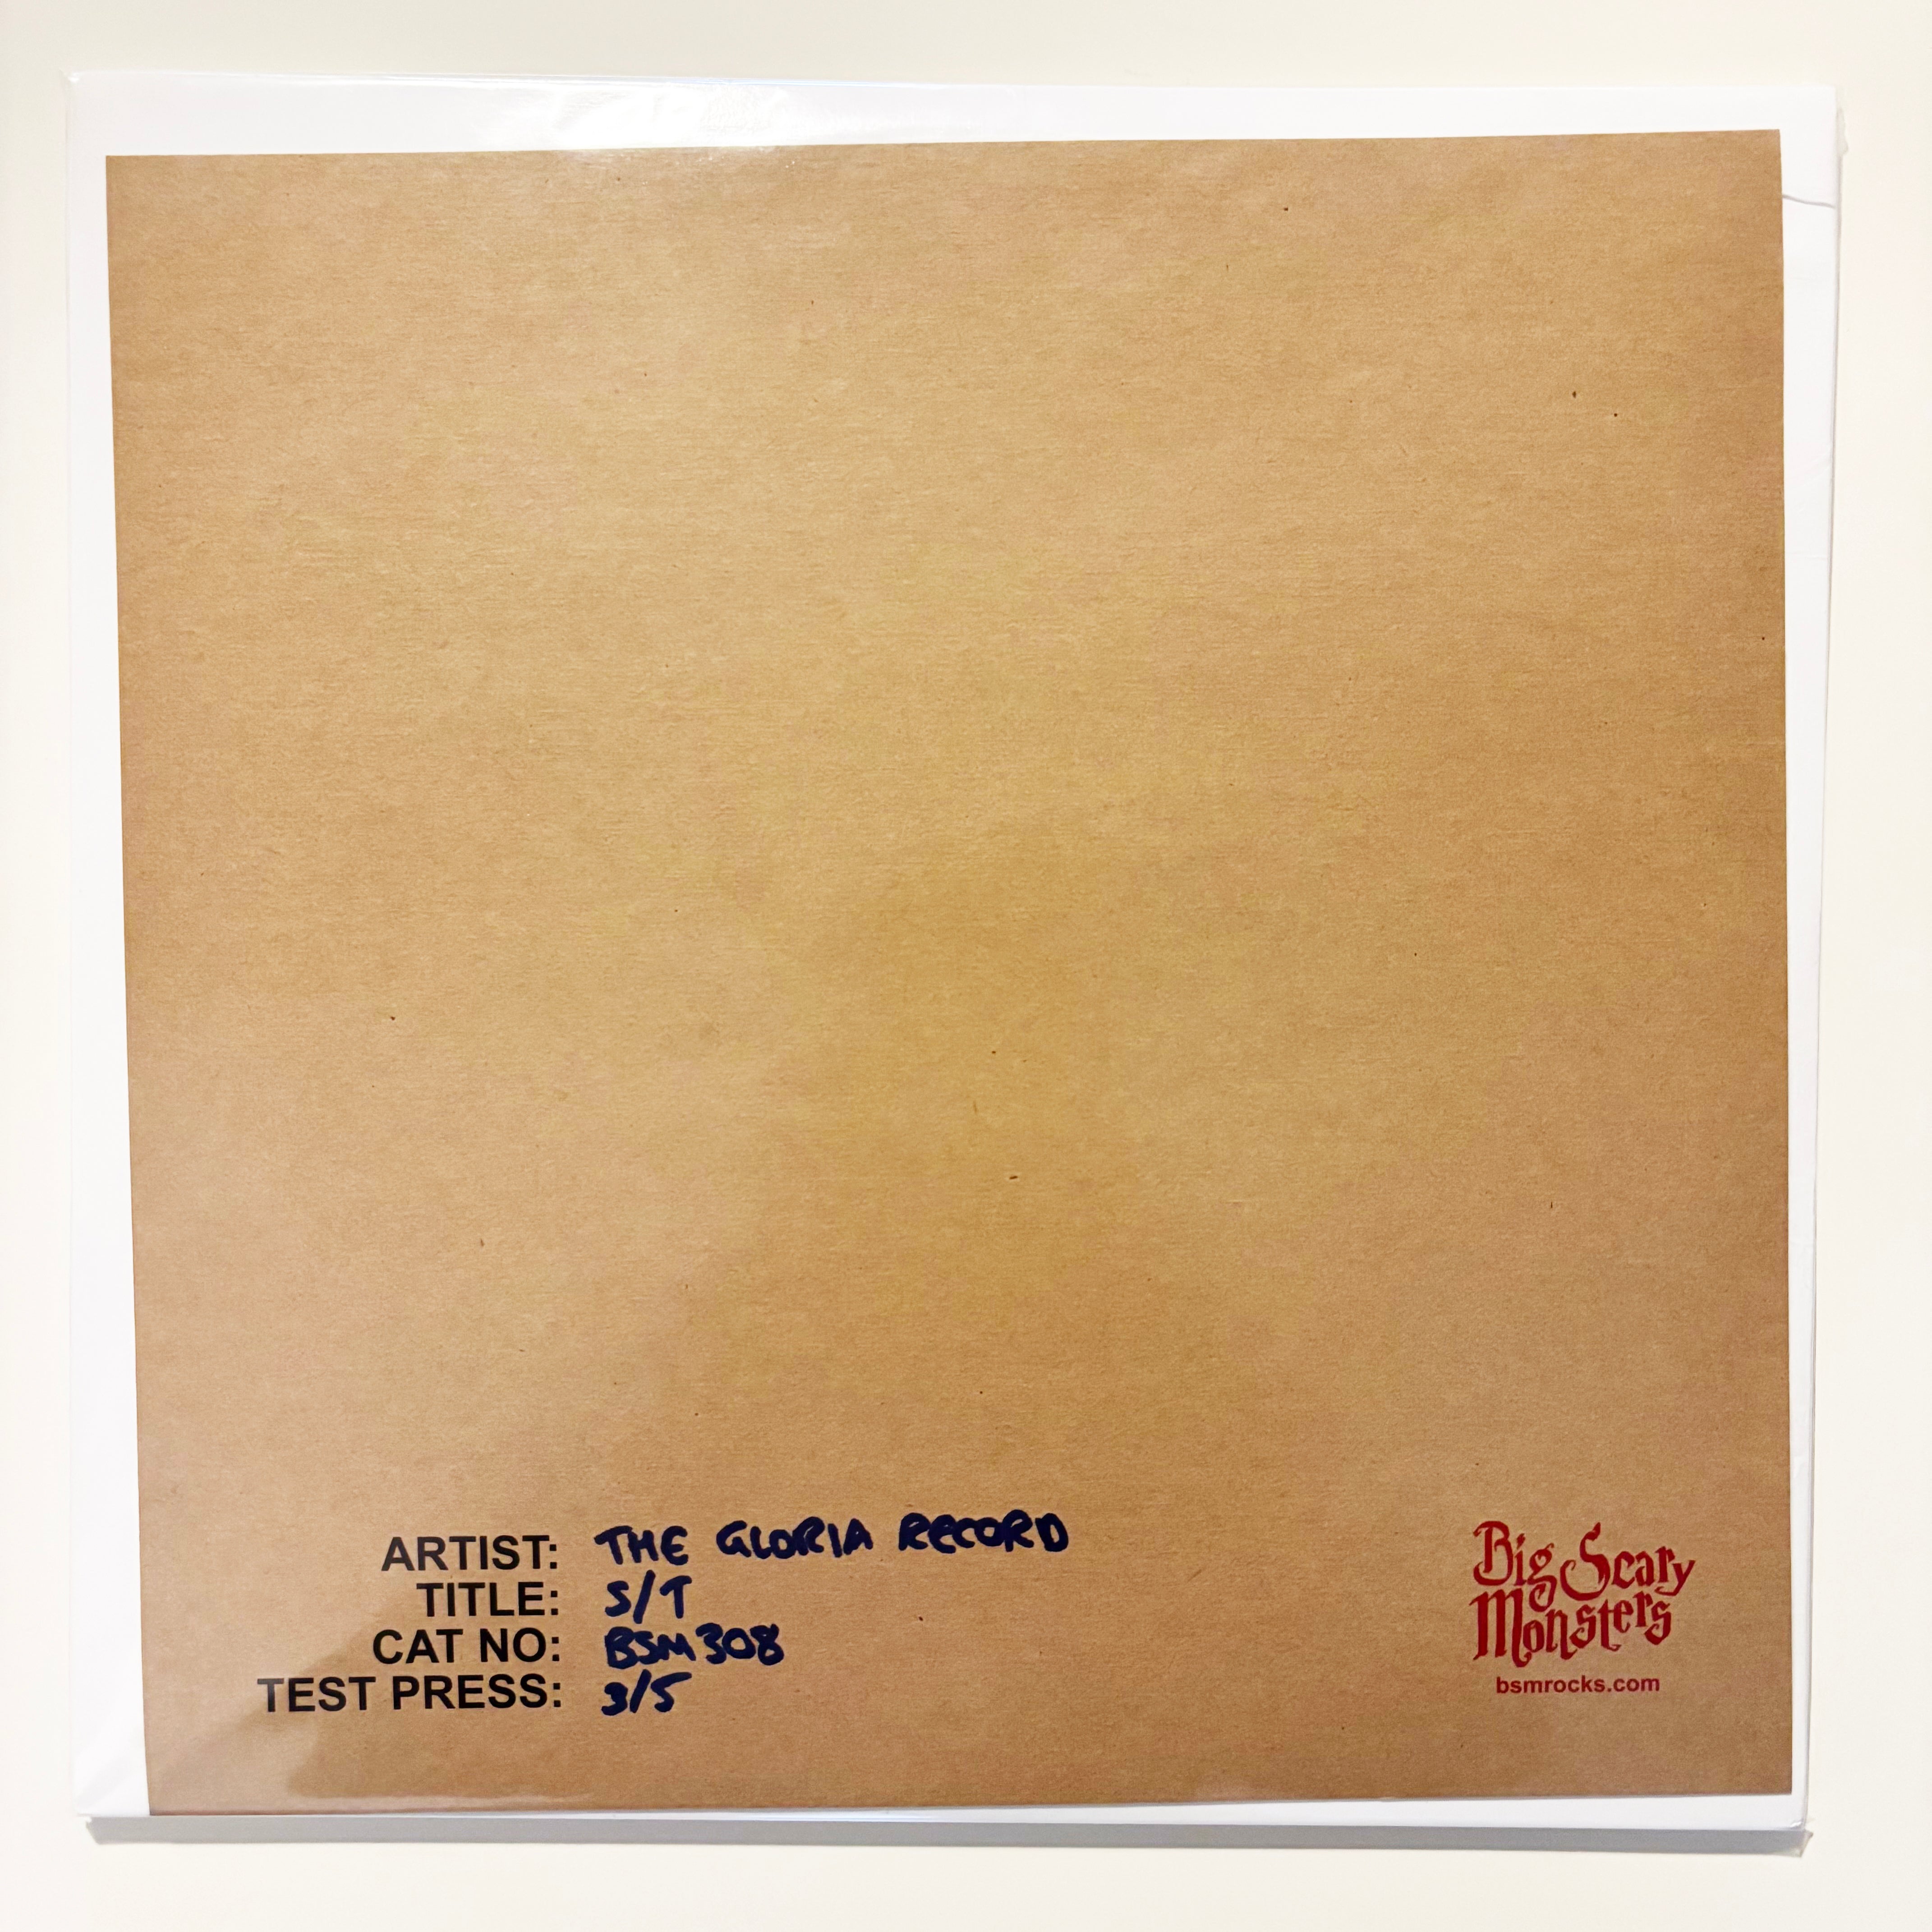 ARTIST: THE GLORIA RECORD
TITLE: S/T
CAT NO: BSM308
TEST PRESS: 3/5
Big Scary
Monsters
bsmrocks.com